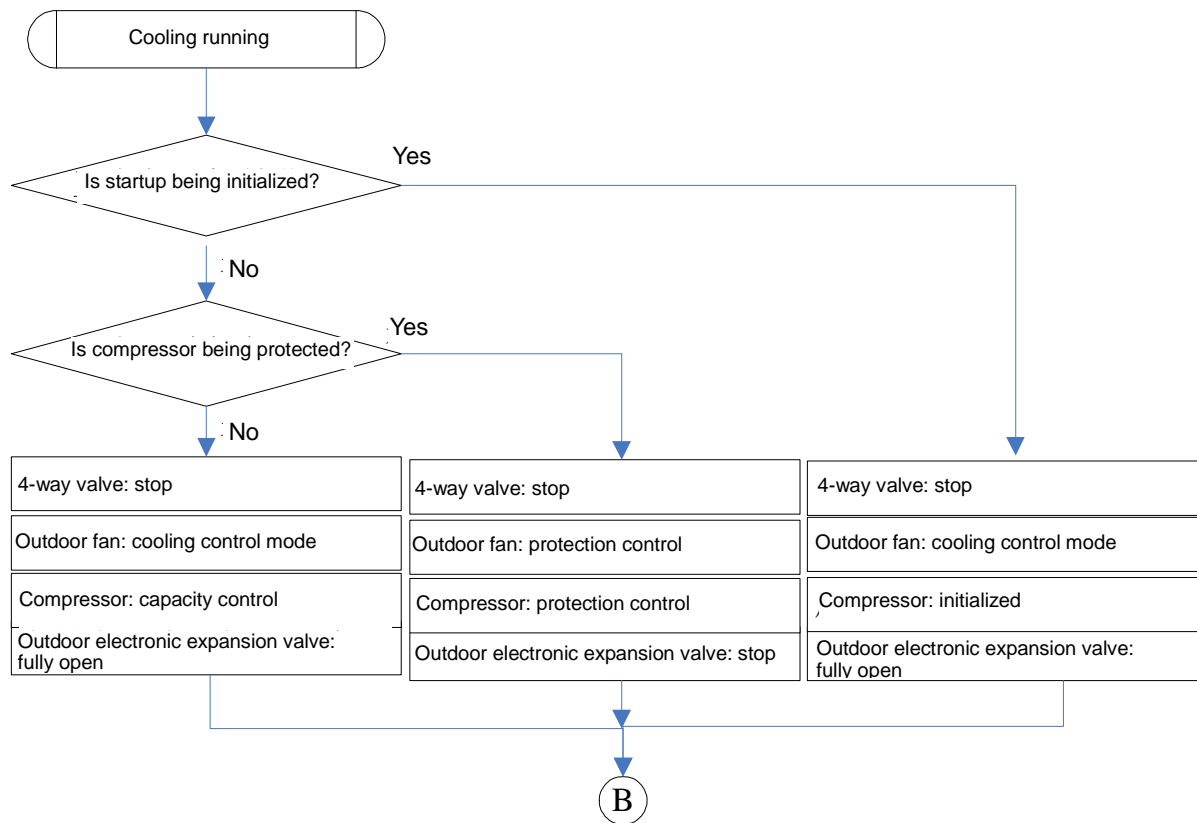 Cooling running
Is startup being initialized?
Yes
No
Is compressor being protected?
Yes
No
4-way valve: stop
Outdoor fan: cooling control mode
Compressor: capacity control
Outdoor electronic expansion valve:
fully open
4-way valve: stop
Outdoor fan: protection control
Compressor: protection control
Outdoor electronic expansion valve: stop
4-way valve: stop
Outdoor fan: cooling control mode
Compressor: initialized
Outdoor electronic expansion valve:
fully open
B